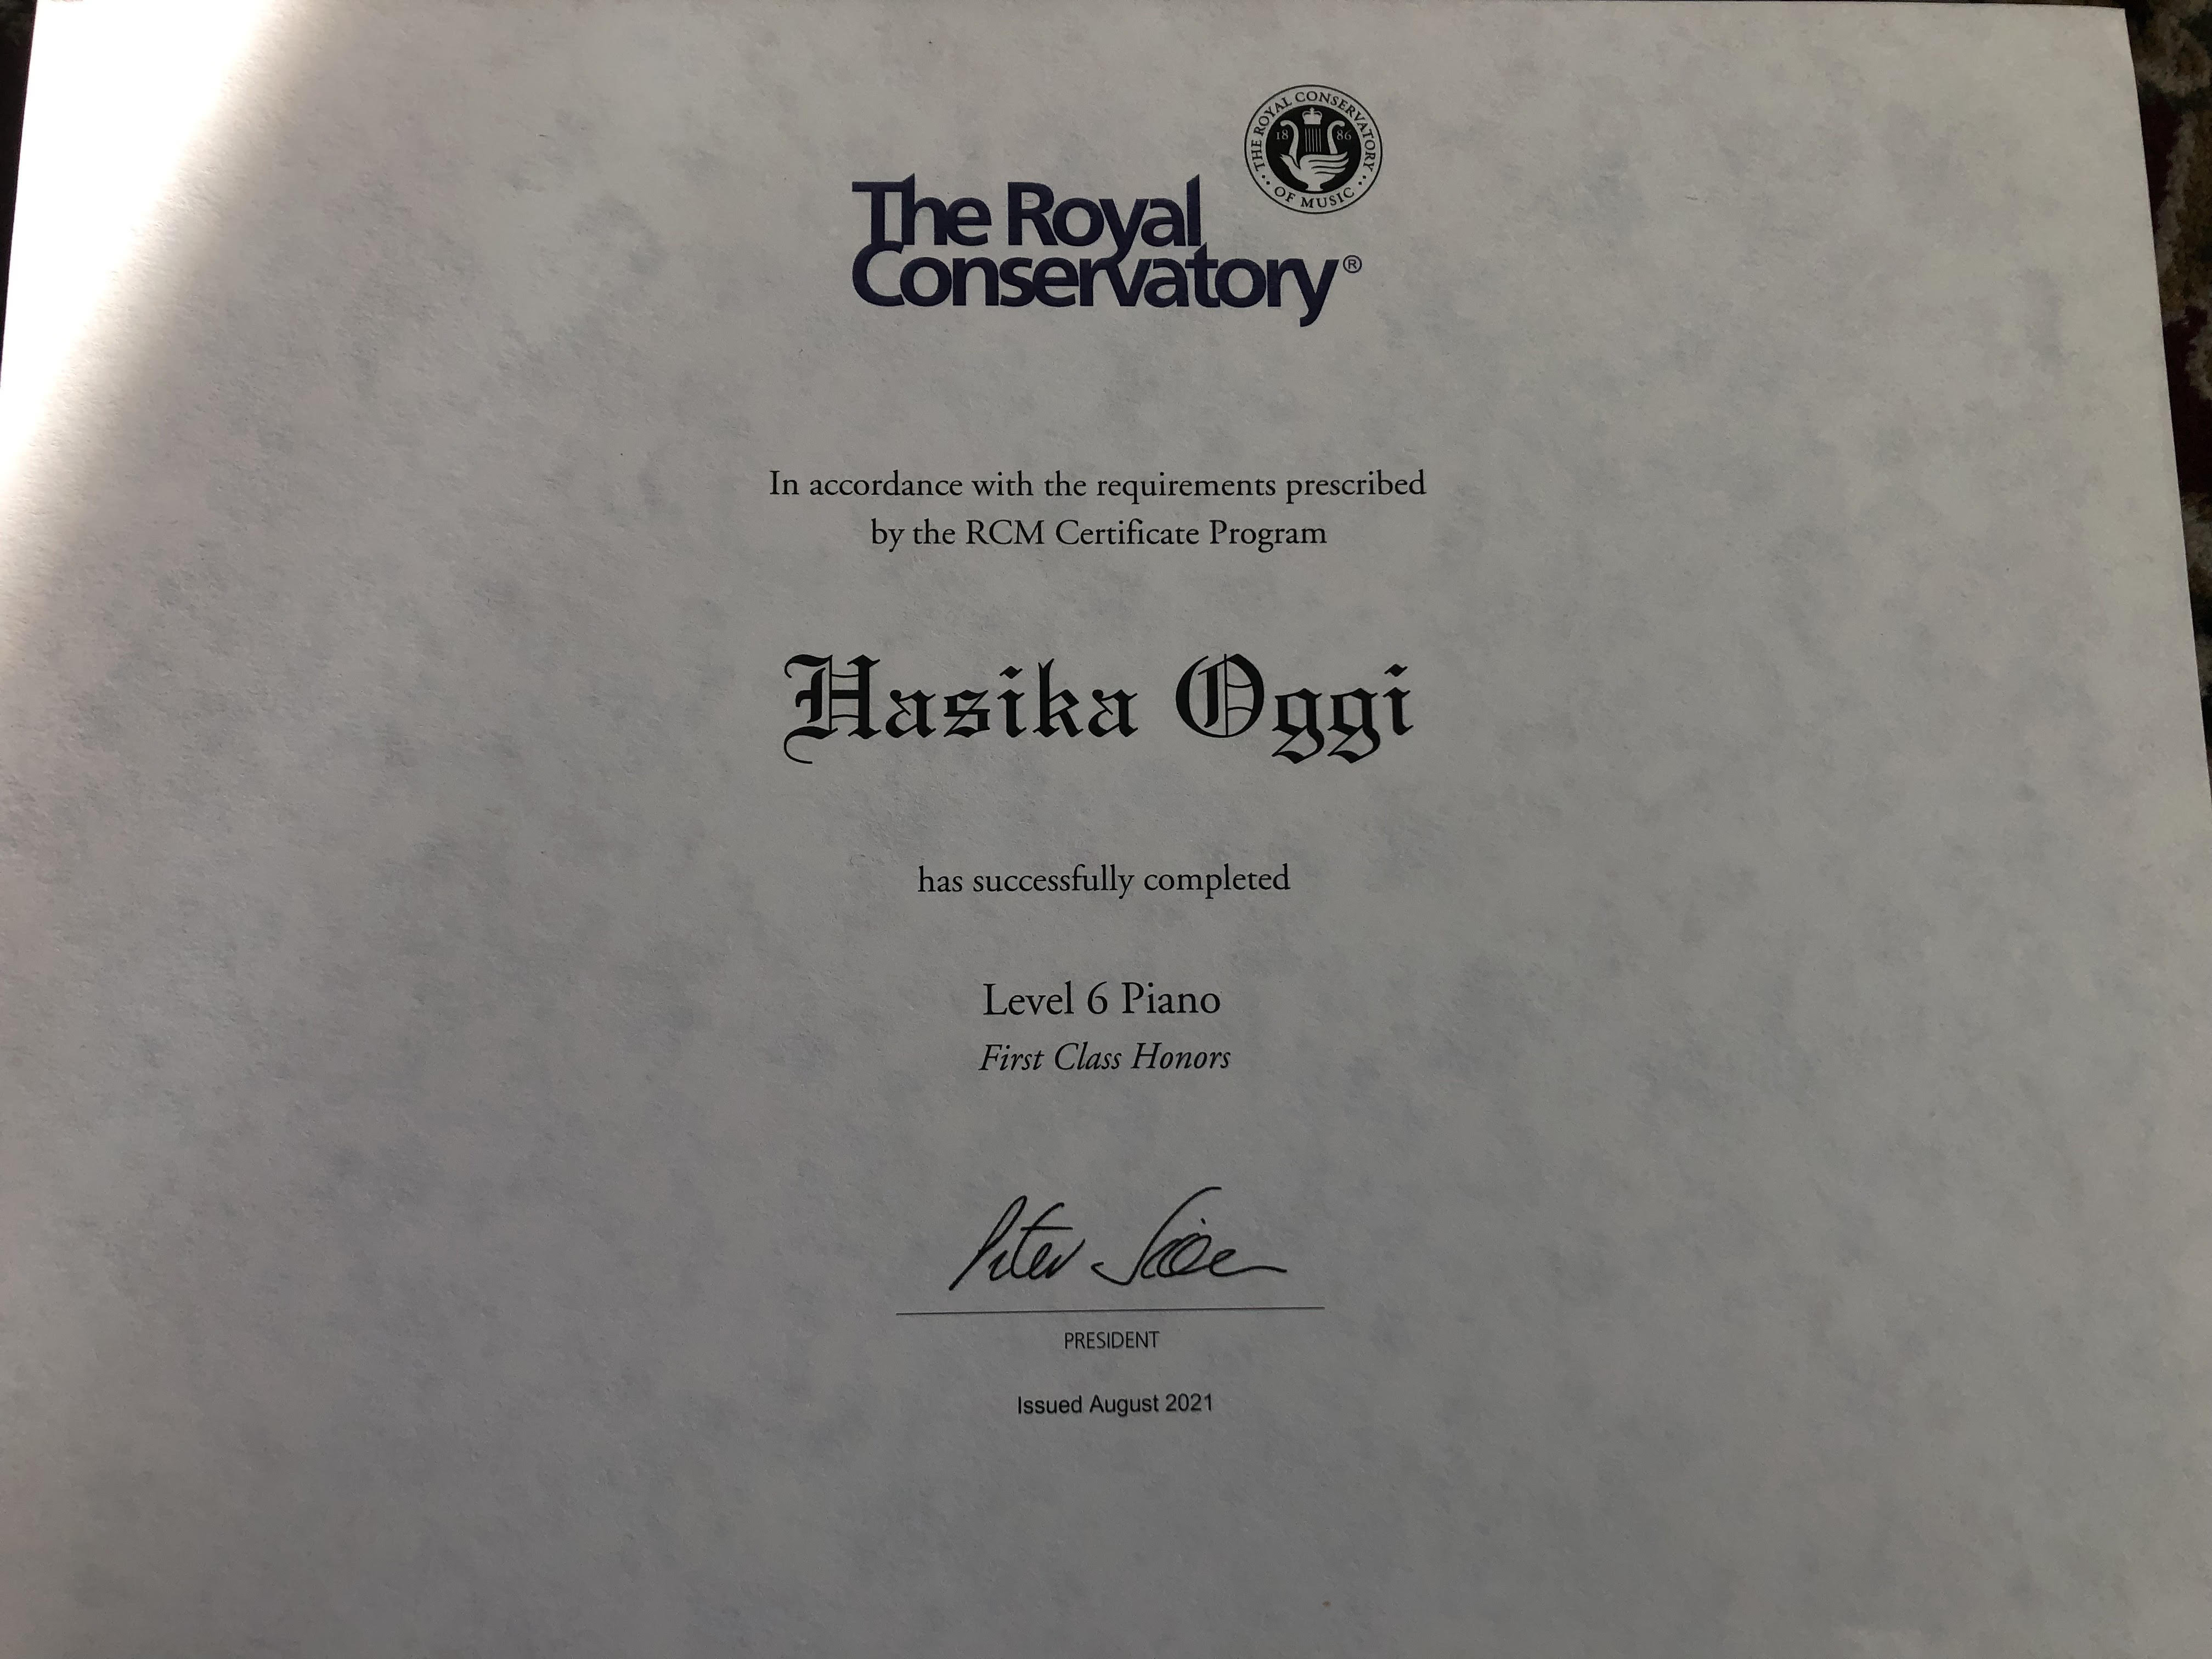 THE ROYAL CONSERVATORY OF MUSIC
18 86
The Royal
Conservatory®
In accordance with the requirements prescribed
by the RCM Certificate Program
Hasika Oggi
has successfully completed
Level 6 Piano
First Class Honors
Peter Simon
PRESIDENT
Issued August 2021